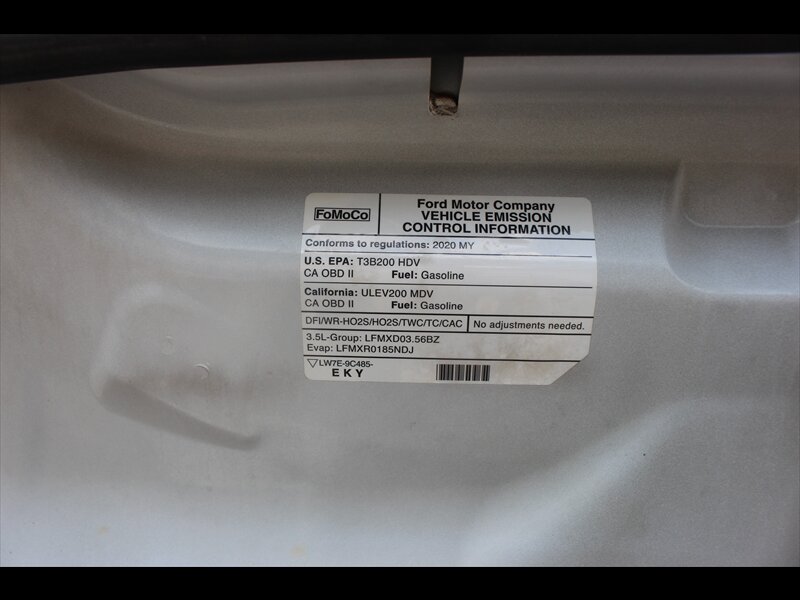 FoMoCo
Ford Motor Company
VEHICLE EMISSION
CONTROL INFORMATION
Conforms to regulations: 2020 MY
U.S. EPA: T3B200 HDV
CA OBD II Fuel: Gasoline
California: ULEV200 MDV
CA OBD II Fuel: Gasoline
DFI/WR-HO2S/HO2S/TWC/TC/CAC No adjustments needed.
3.5L-Group: LFMXD03.56BZ
Evap: LFMXR0185NDJ
LW7E-9C485-
EKY